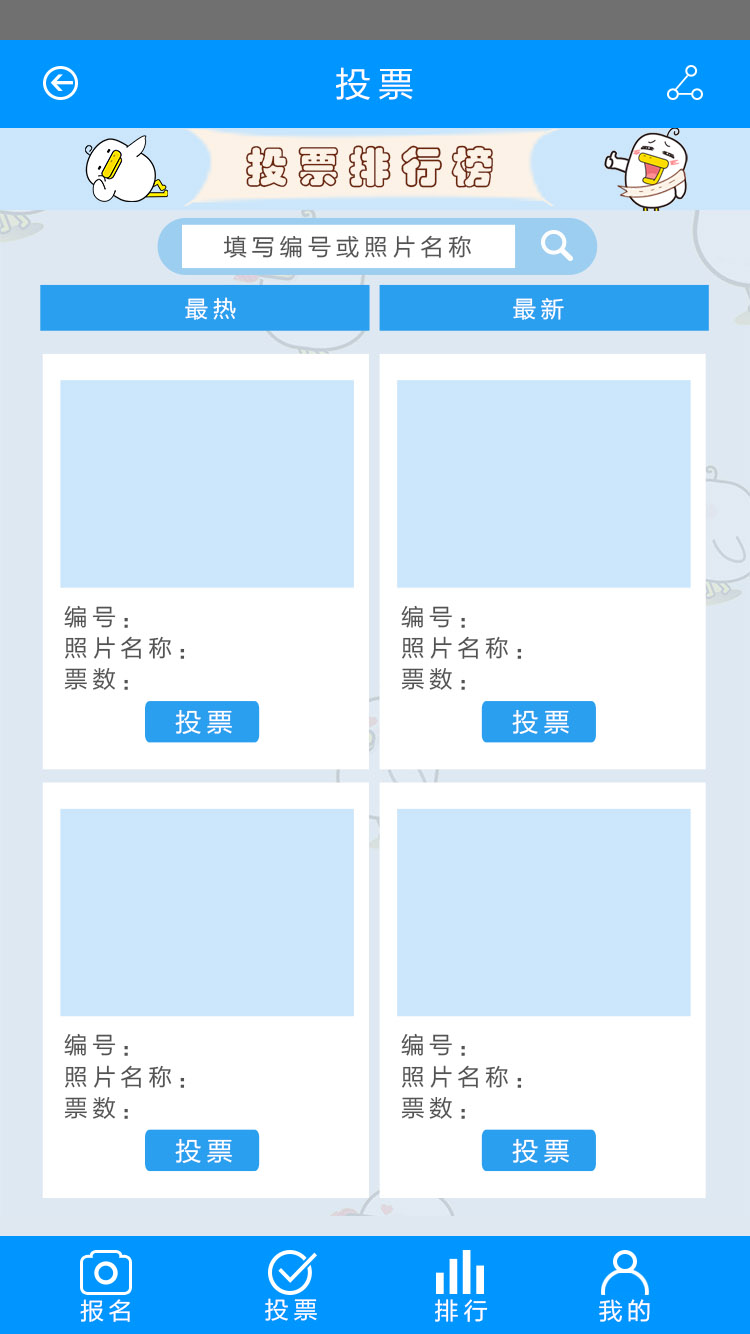 投票
投票排行榜
填写编号或照片名称
最热
最新
编号：
照片名称：
票数：
投票
编号：
照片名称：
票数：
投票
编号：
照片名称：
票数：
投票
编号：
照片名称：
票数：
投票
报名
投票
排行
我的